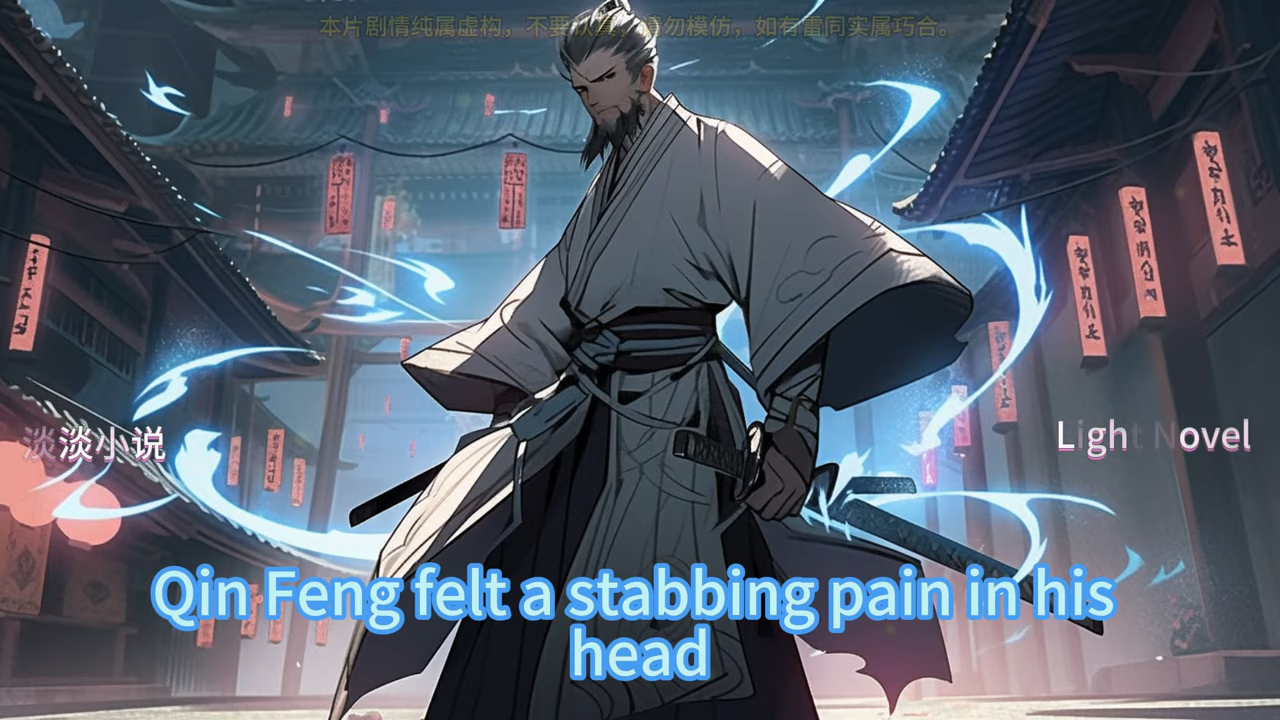 本片剧情纯属虚构，不要认真，请勿模仿，如有雷同实属巧合。
淡淡小说
Light Novel
Qin Feng felt a stabbing pain in his
head